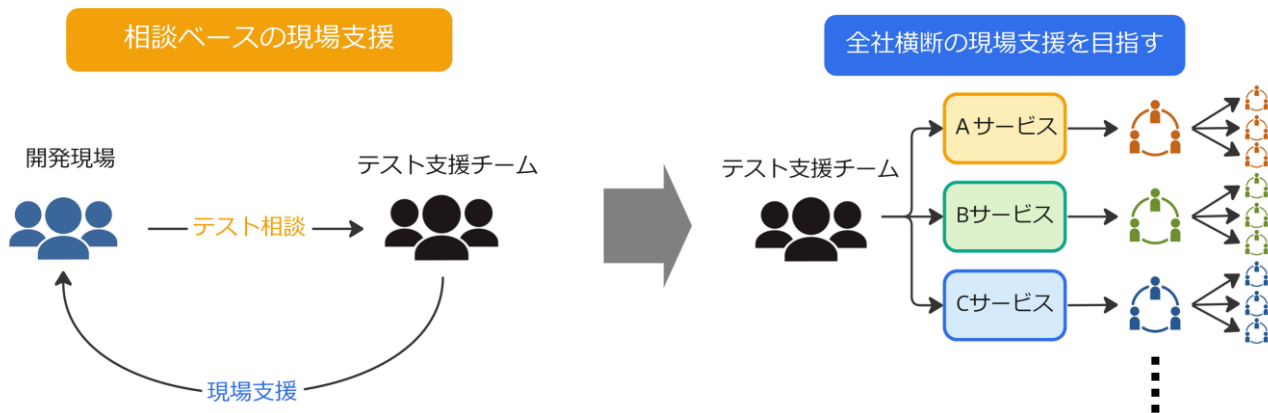 相談ベースの現場支援
開発現場
テスト支援チーム
テスト相談
現場支援
全社横断の現場支援を目指す
テスト支援チーム
Aサービス
Bサービス
Cサービス